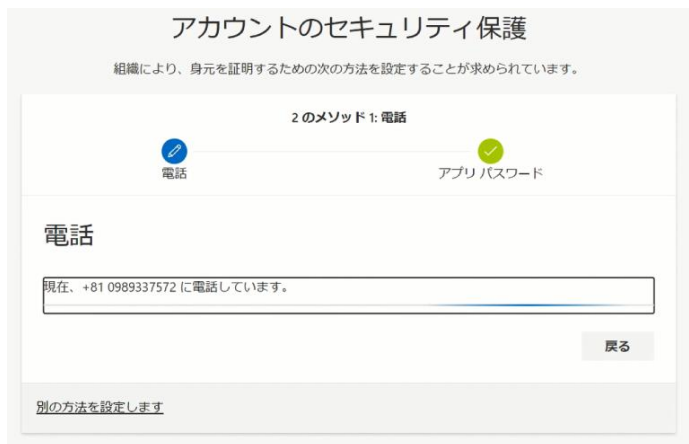 アカウントのセキュリティ保護
組織により、身元を証明するための次の方法を設定することが求められています。
2 のメソッド 1: 電話
電話
アプリ パスワード
電話
現在、+81 0989337572 に電話しています。
戻る
別の方法を設定します